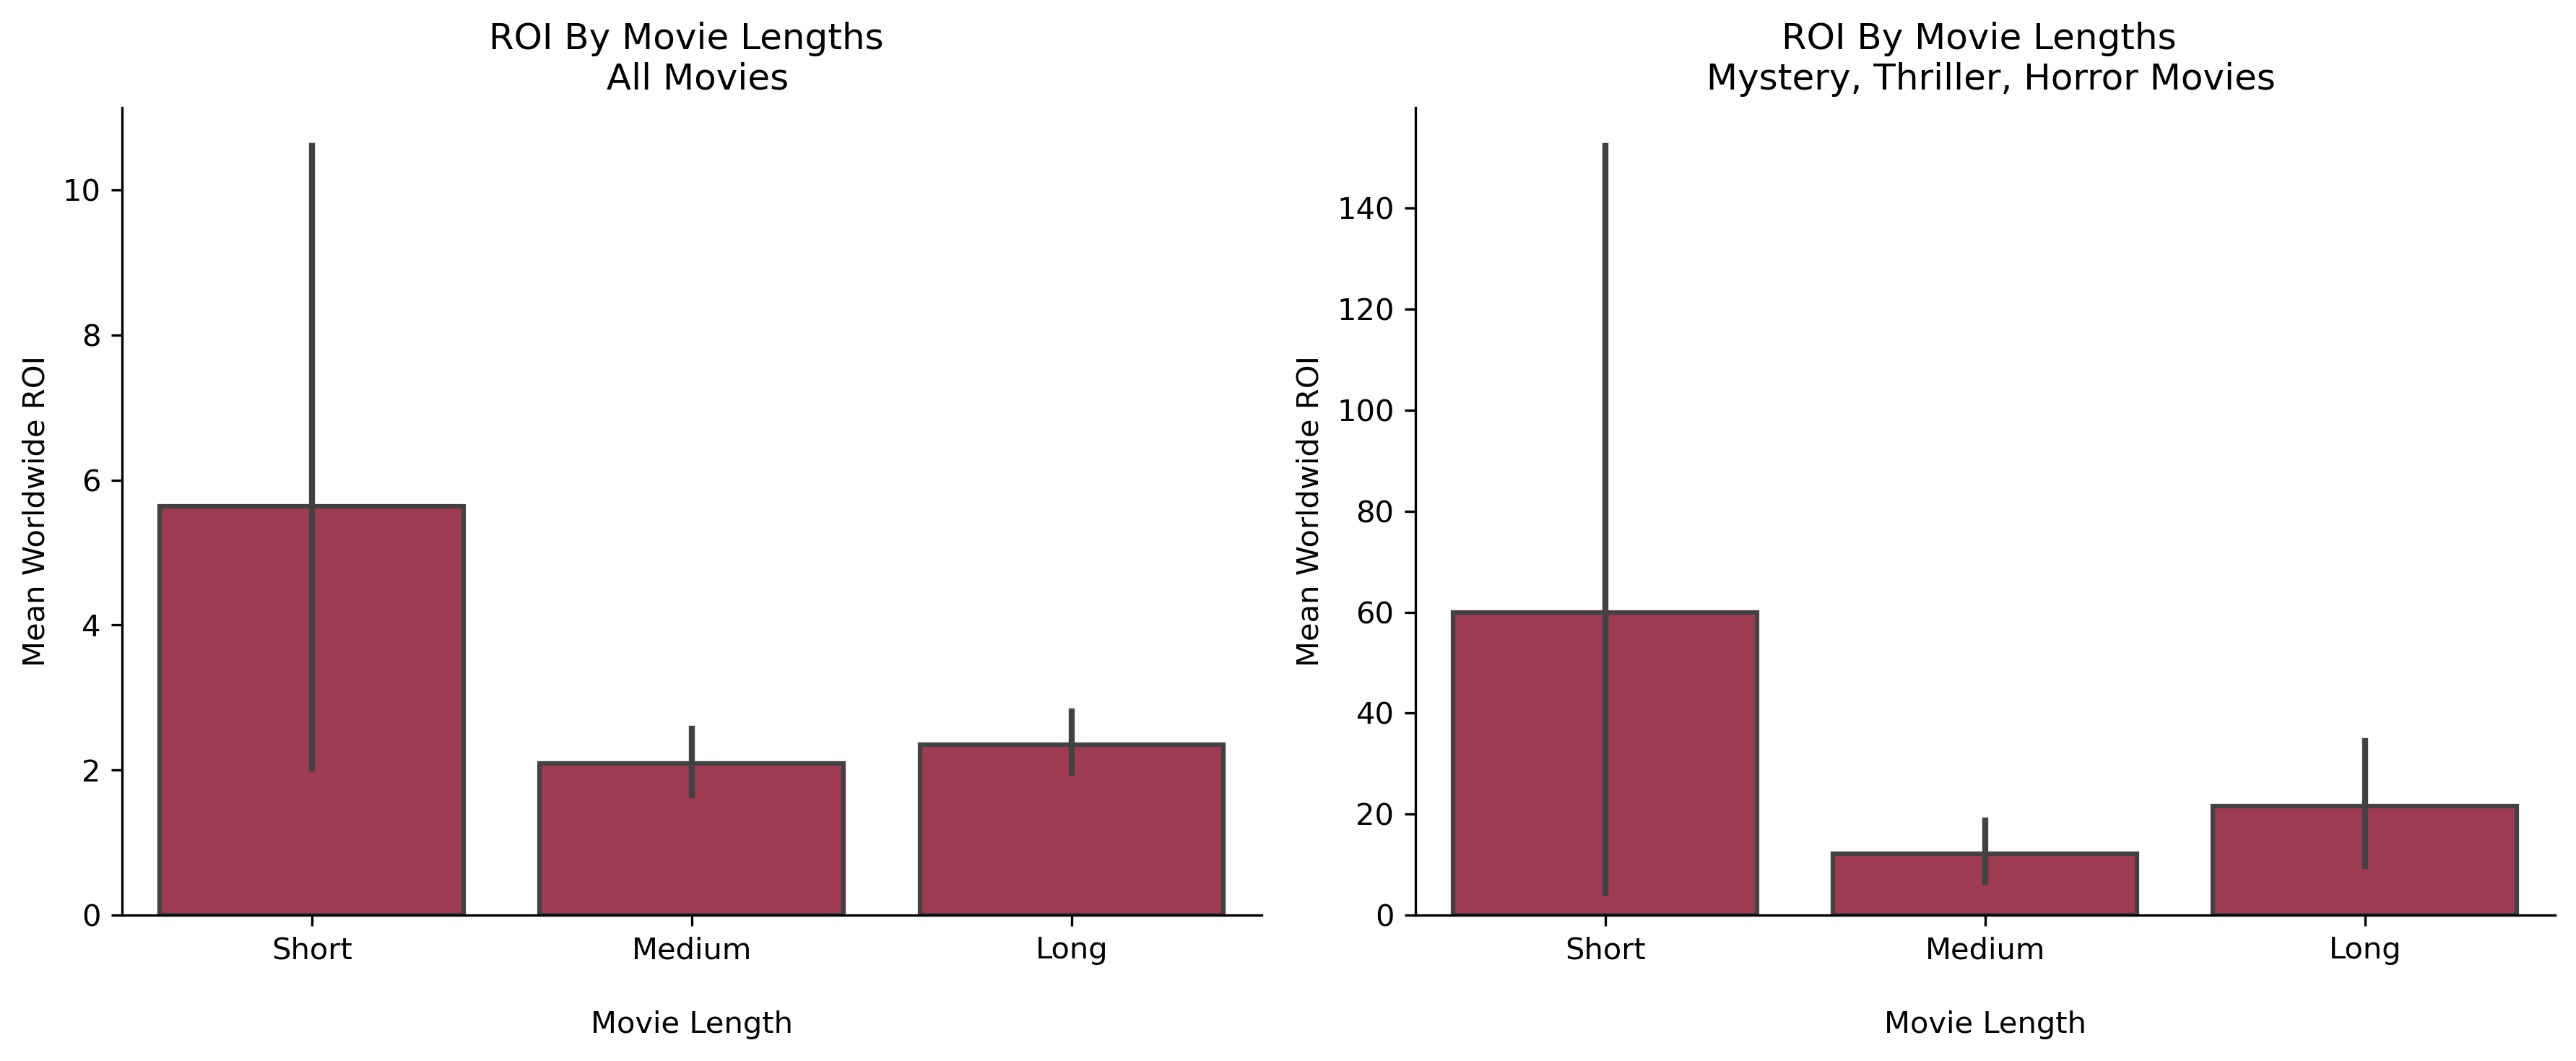 ROI By Movie Lengths
All Movies
Mean Worldwide ROI
10
8
6
4
2
0
Short Medium Long
Movie Length
ROI By Movie Lengths
Mystery, Thriller, Horror Movies
Mean Worldwide ROI
140
120
100
80
60
40
20
0
Short Medium Long
Movie Length